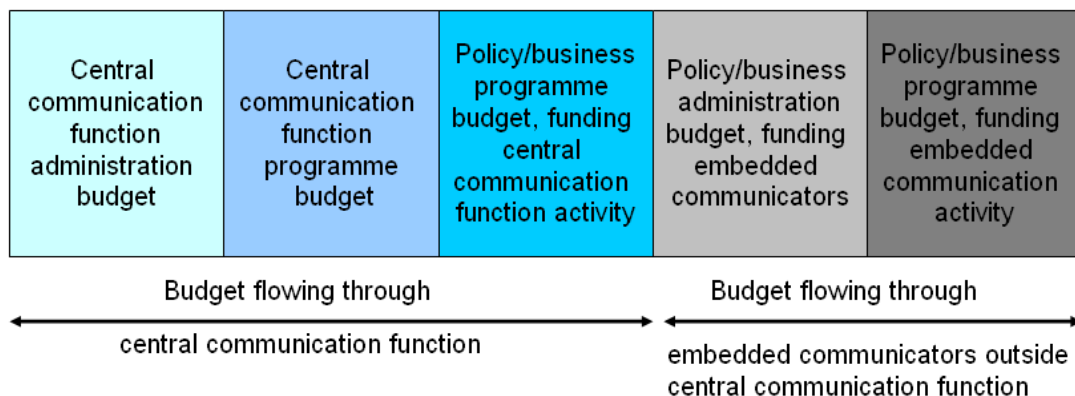 Central
communication
function
administration
budget
Central
communication
function
programme
budget
Policy/business
programme
budget, funding
central
communication
function activity
Policy/business
administration
budget, funding
embedded
communicators
Policy/business
programme
budget, funding
embedded
communication
activity
Budget flowing through
central communication function
Budget flowing through
embedded communicators outside
central communication function